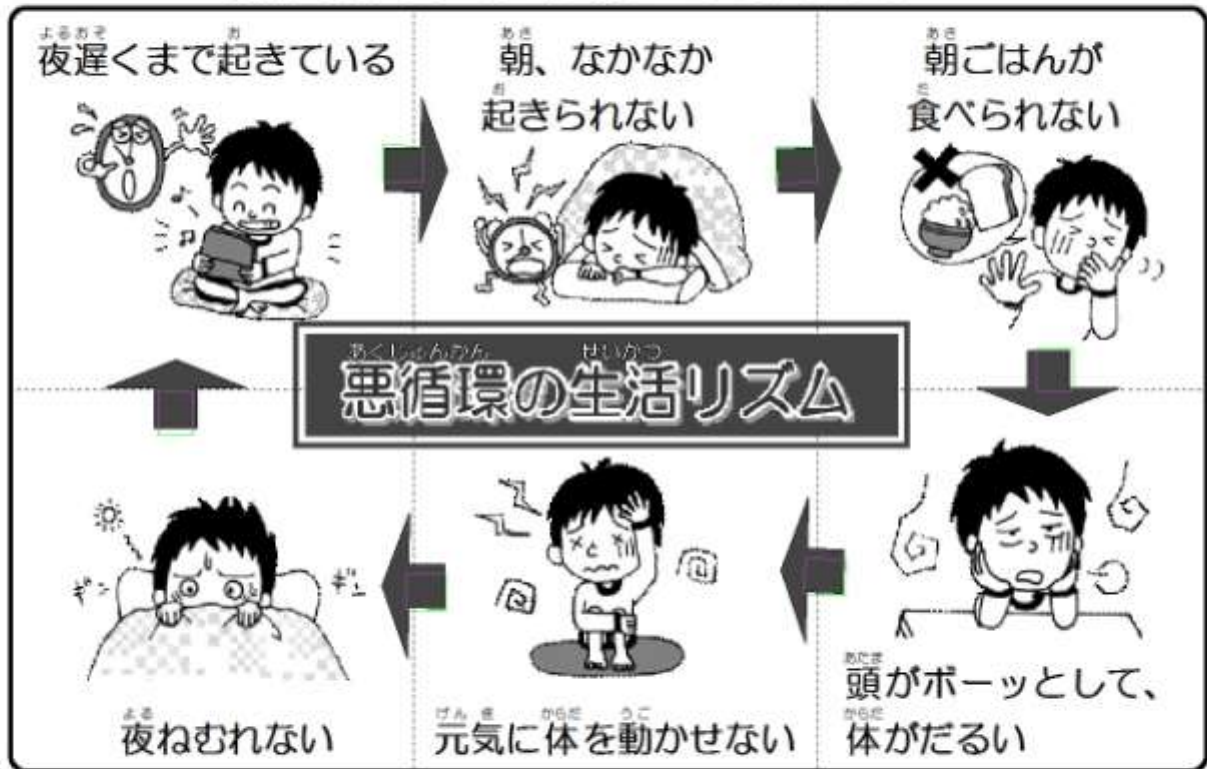 夜遅くまで起きている
朝、なかなか
起きられない
朝ごはんが
食べられない
悪循環の生活リズム
頭がボーッとして、
体がだるい
元気に体を動かせない
夜ねむれない